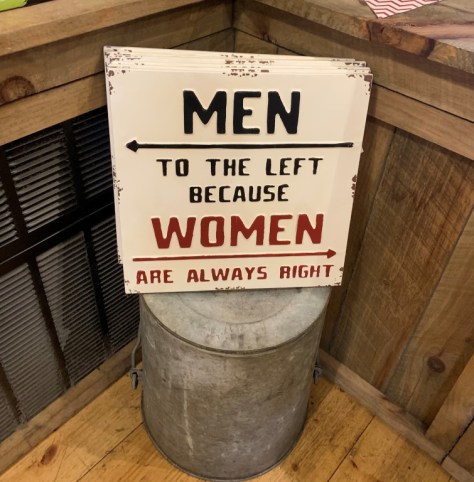 MEN
TO THE LEFT
BECAUSE
WOMEN
ARE ALWAYS RIGHT